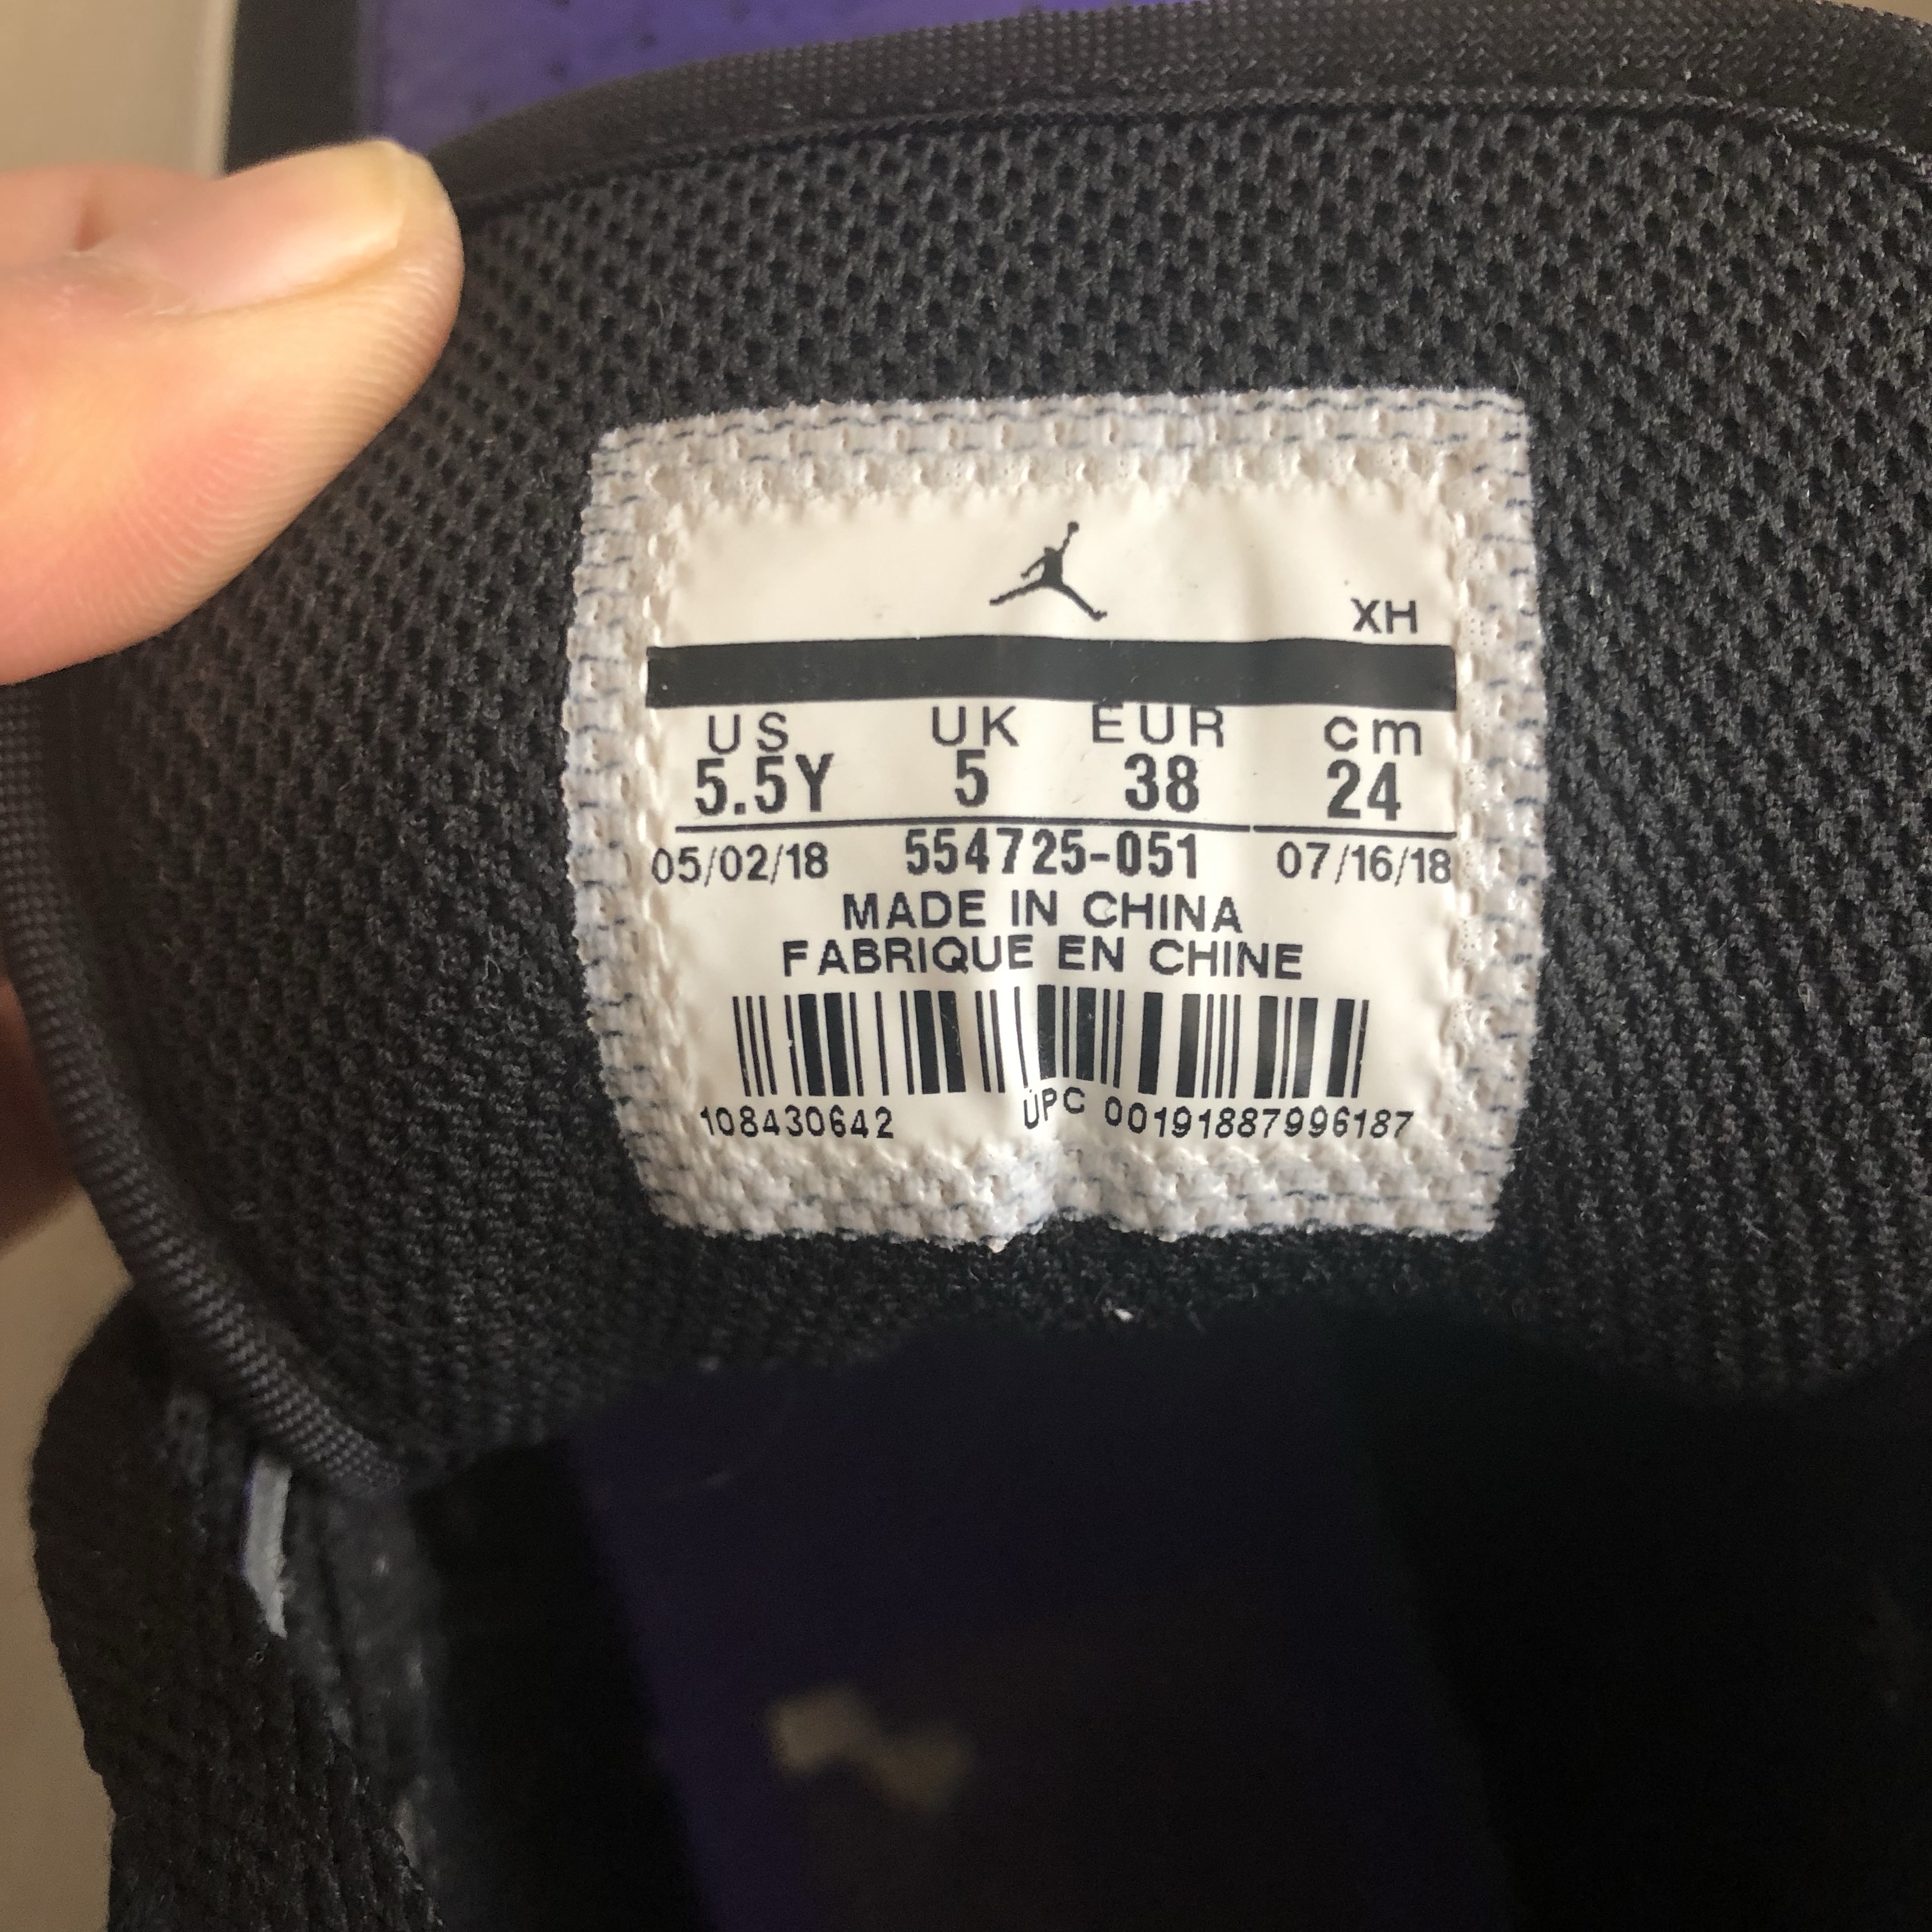 XH
US UK EUR cm
5.5Y 5 38 24
05/02/18 554725-051 07/16/18
MADE IN CHINA
FABRIQUE EN CHINE
108430642 UPC 00191887996187